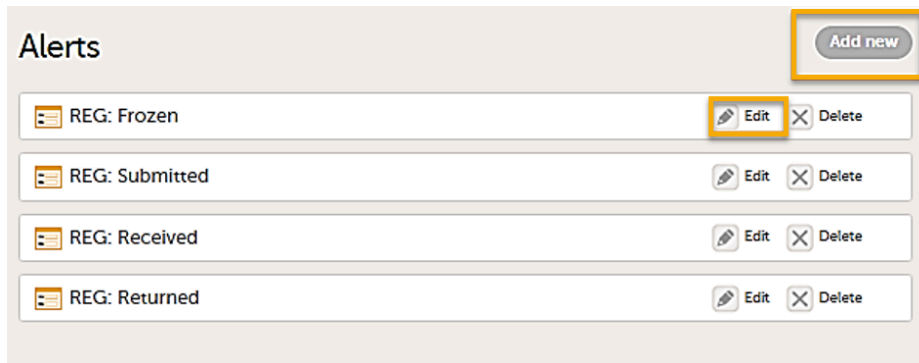 Alerts Add new
REG: Frozen Edit Delete
REG: Submitted Edit Delete
REG: Received Edit Delete
REG: Returned Edit Delete